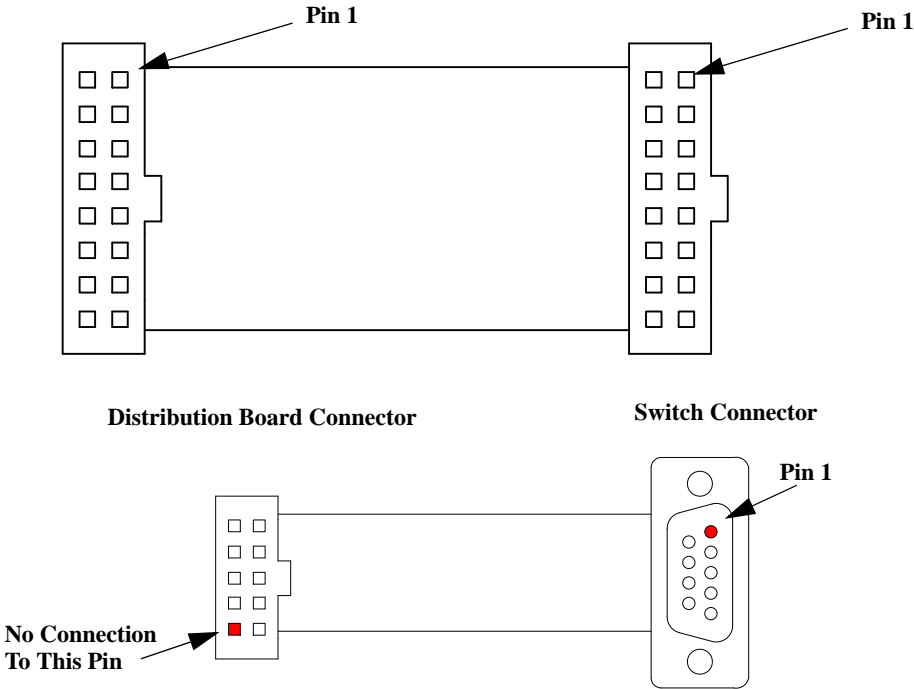 Pin 1
Pin 1
Distribution Board Connector
Switch Connector
Pin 1
No Connection
To This Pin